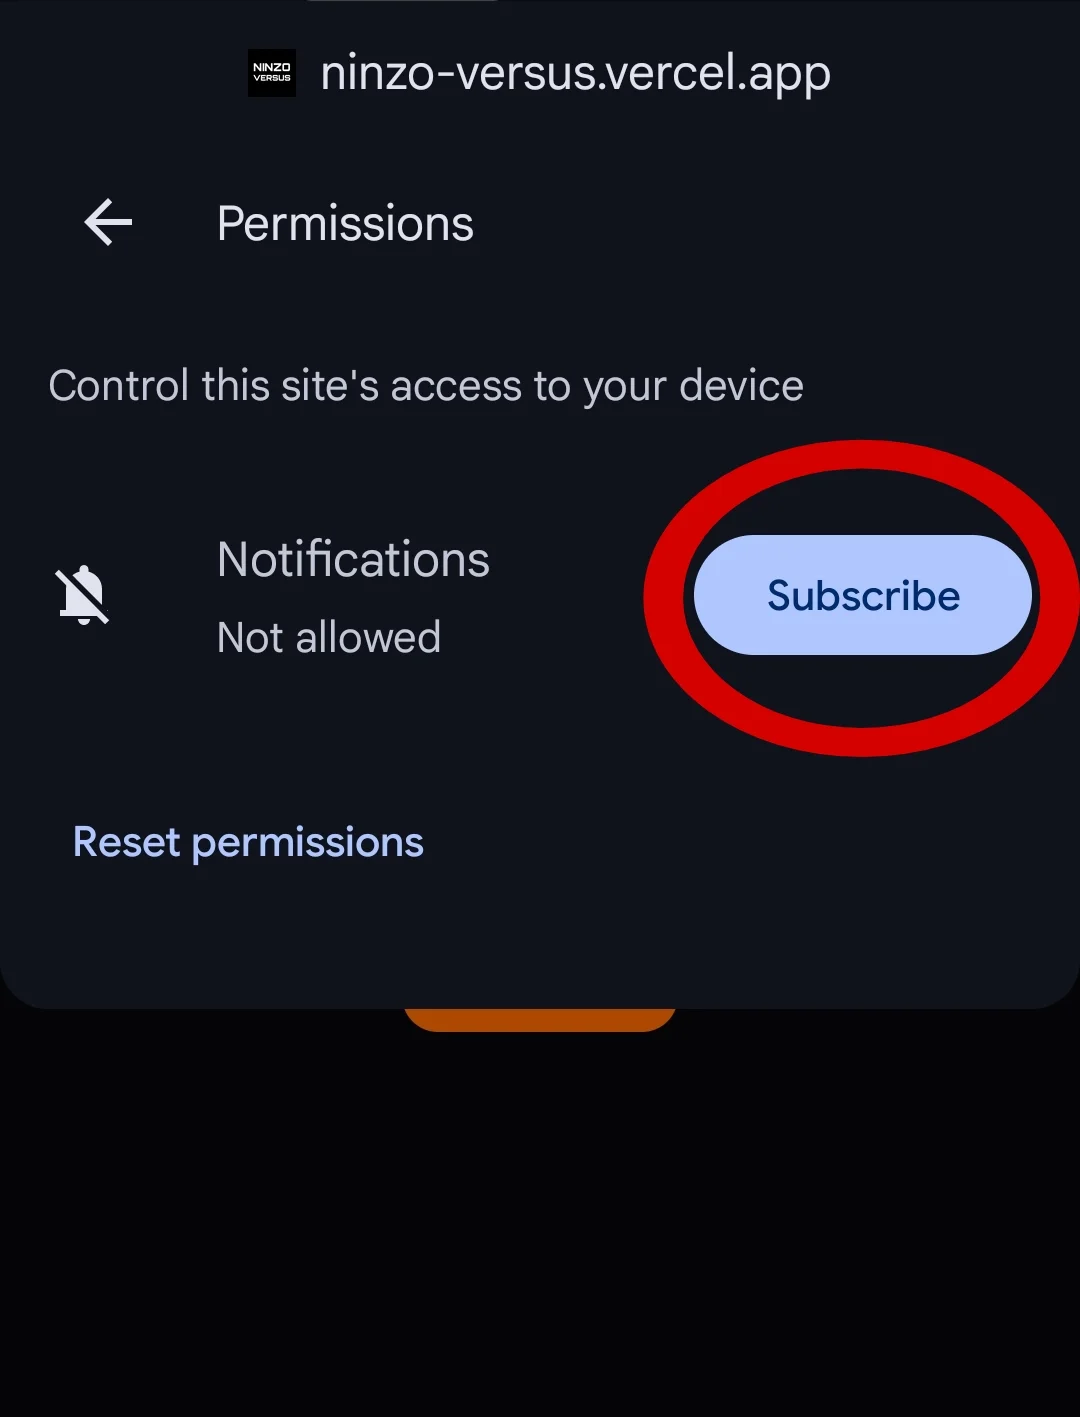 NINZO
VERSUS
ninzo-versus.vercel.app
Permissions
Control this site's access to your device
Notifications
Not allowed
Subscribe
Reset permissions